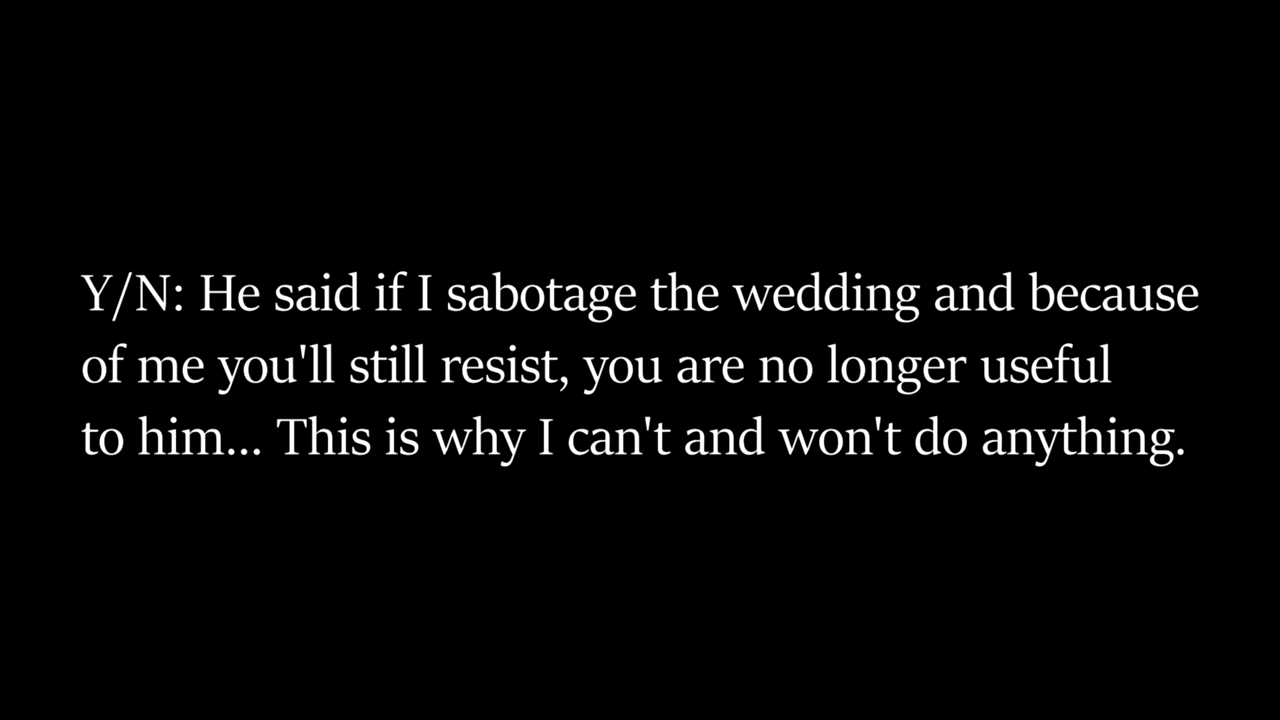 Y/N: He said if I sabotage the wedding and because
of me you'll still resist, you are no longer useful
to him... This is why I can't and won't do anything.